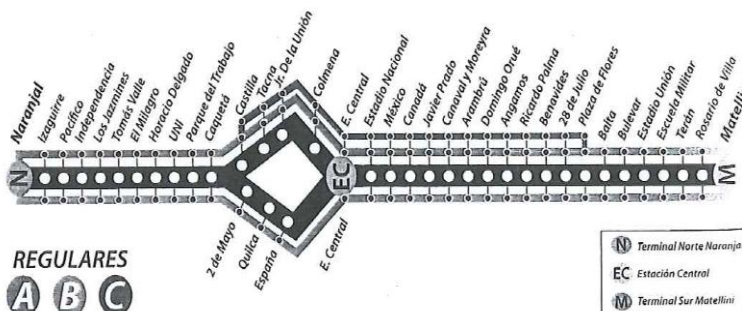 Naranjal
Izaguirre
Pacífico
Independencia
Los Jazmines
Tomás Valle
El Milagro
Horacio Delgado
UNI
Parque del Trabajo
Caquetá
Castilla
Tacna
Jr. De la Unión
Colmena
E. Central
Estadio Nacional
México
Canadá
Javier Prado
Canaval y Moreyra
Arambrú
Domingo Orué
Angamos
Ricardo Palma
Benavides
28 de Julio
Plaza de Flores
Balta
Bulevar
Estadio Unión
Escuela Militar
Terán
Rosario de Villa
Matelli
N
EC
M
2 de Mayo
Quilca
España
E. Central
REGULARES
A B C
N Terminal Norte Naranja
EC Estación Central
M Terminal Sur Matellini